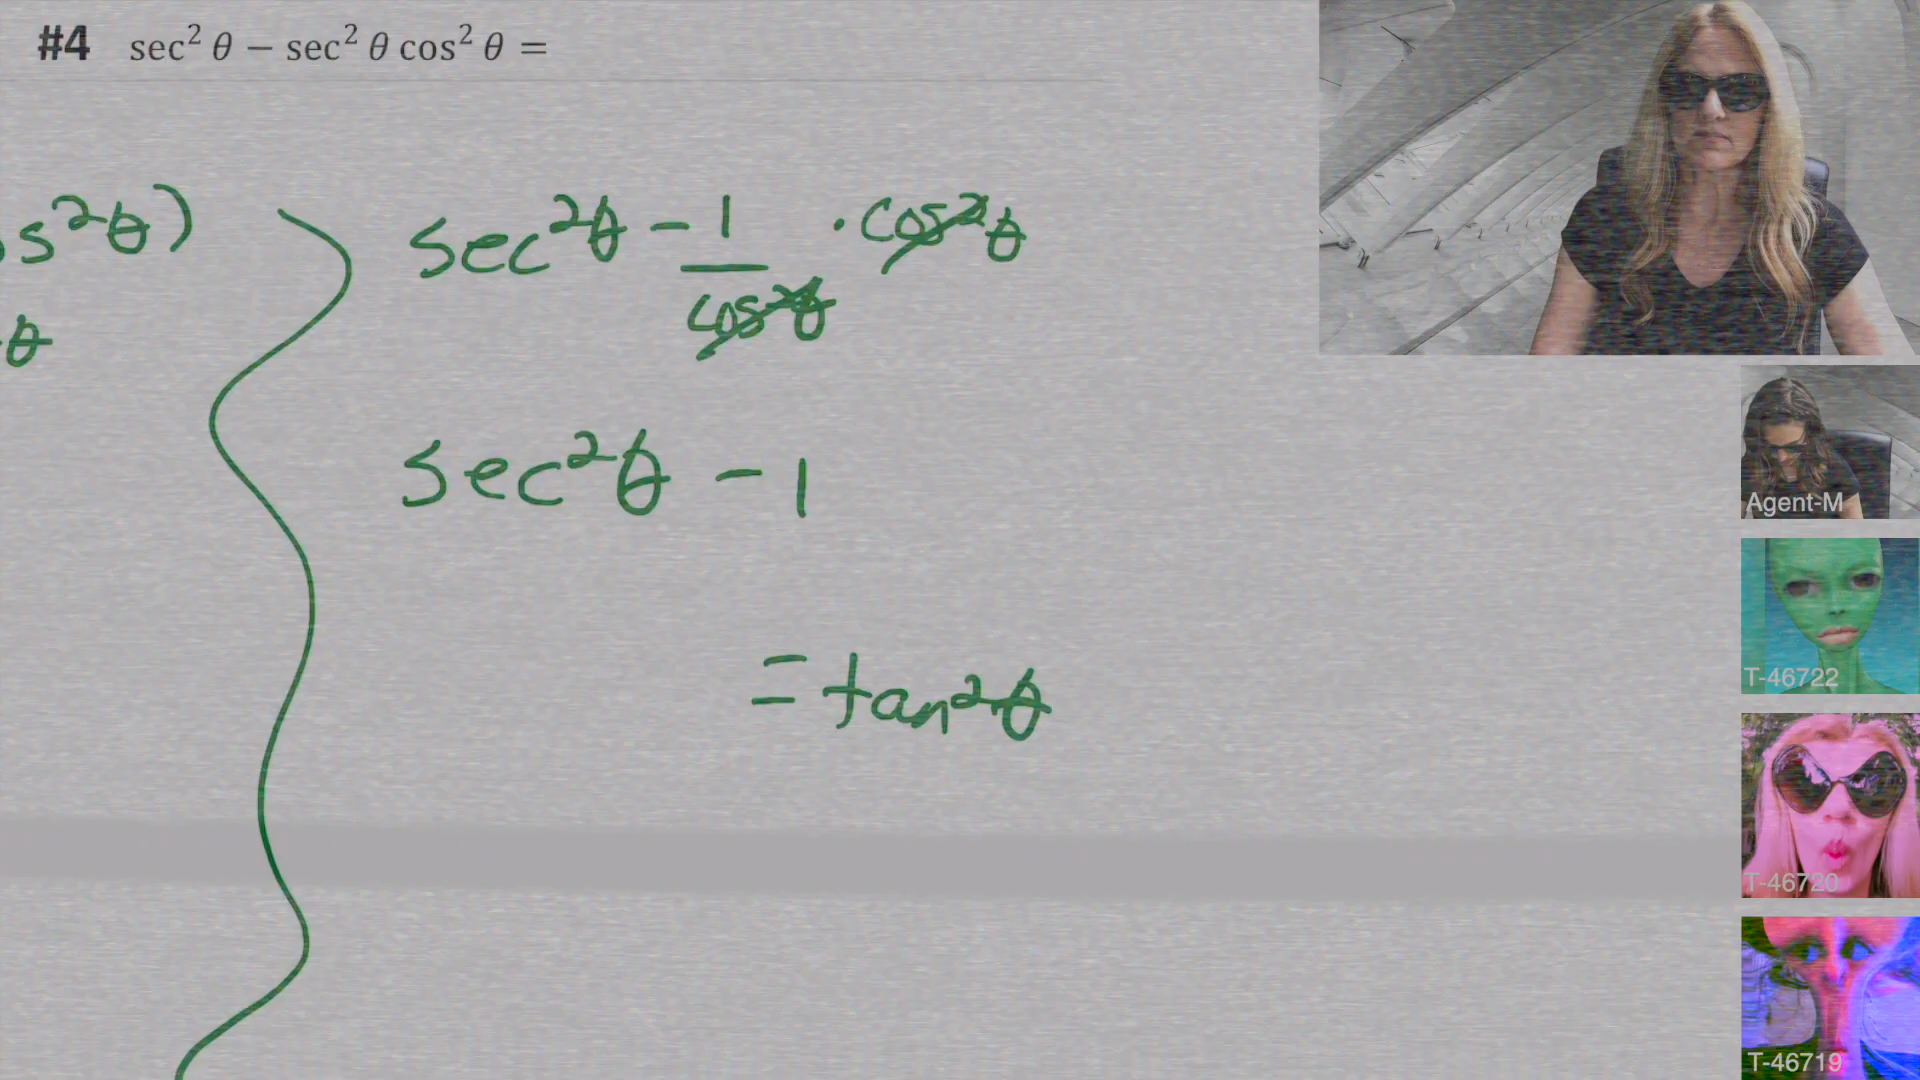 #4 sec² θ − sec² θ cos² θ =
s²θ)
θ
sec²θ − 1/cos²θ · cos²θ
sec²θ − 1
= tan²θ
Agent-M
T-46722
T-46720
T-46719